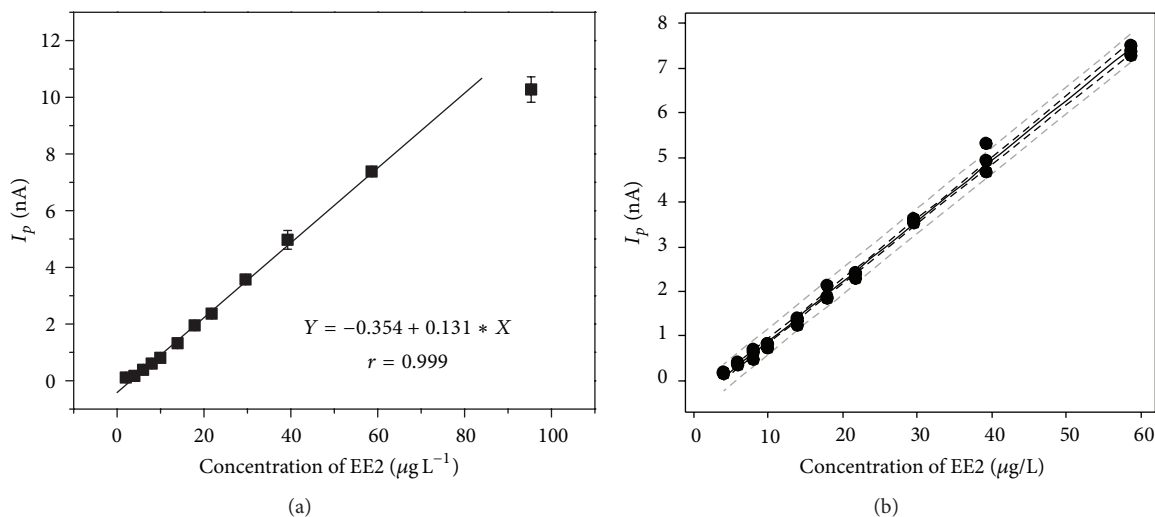 12
10
8
6
4
2
0
I_p (nA)
Y = −0.354 + 0.131 ∗ X
r = 0.999
0 20 40 60 80 100
Concentration of EE2 (μg L⁻¹)
(a)
8
7
6
5
4
3
2
1
0
I_p (nA)
0 10 20 30 40 50 60
Concentration of EE2 (μg/L)
(b)